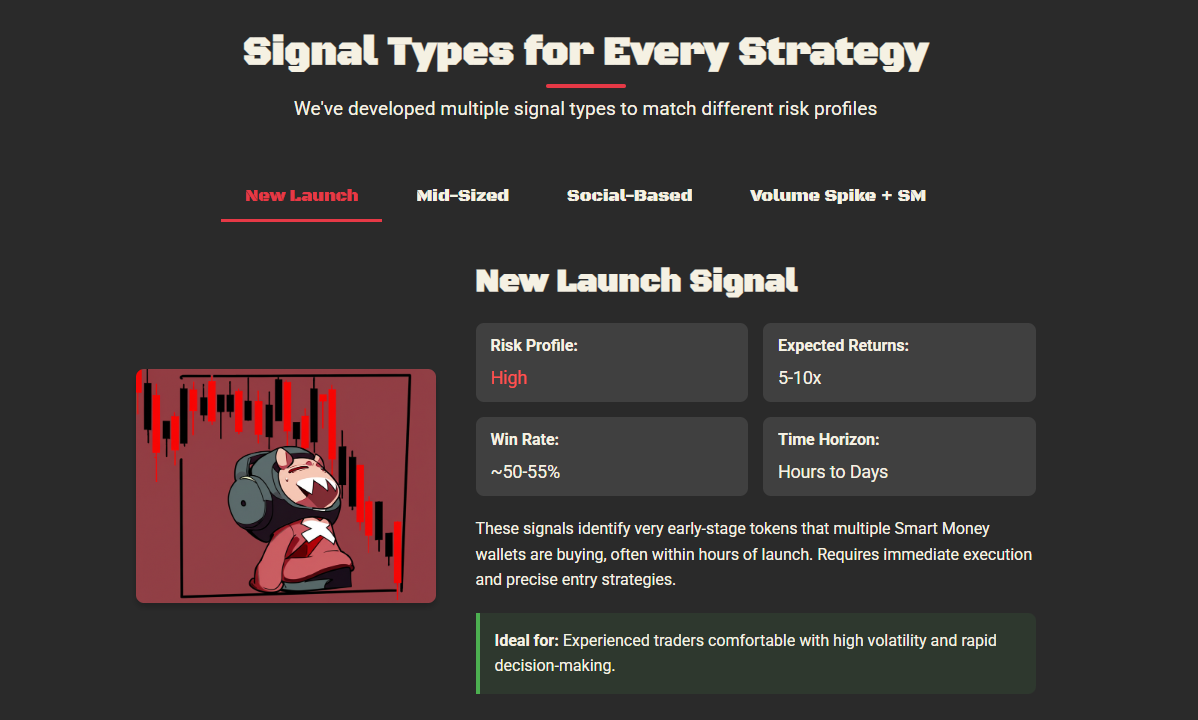 Signal Types for Every Strategy
We've developed multiple signal types to match different risk profiles
New Launch
Mid-Sized
Social-Based
Volume Spike + SM
New Launch Signal
Risk Profile:
High
Expected Returns:
5-10x
Win Rate:
~50-55%
Time Horizon:
Hours to Days
These signals identify very early-stage tokens that multiple Smart Money
wallets are buying, often within hours of launch. Requires immediate execution
and precise entry strategies.
Ideal for: Experienced traders comfortable with high volatility and rapid
decision-making.